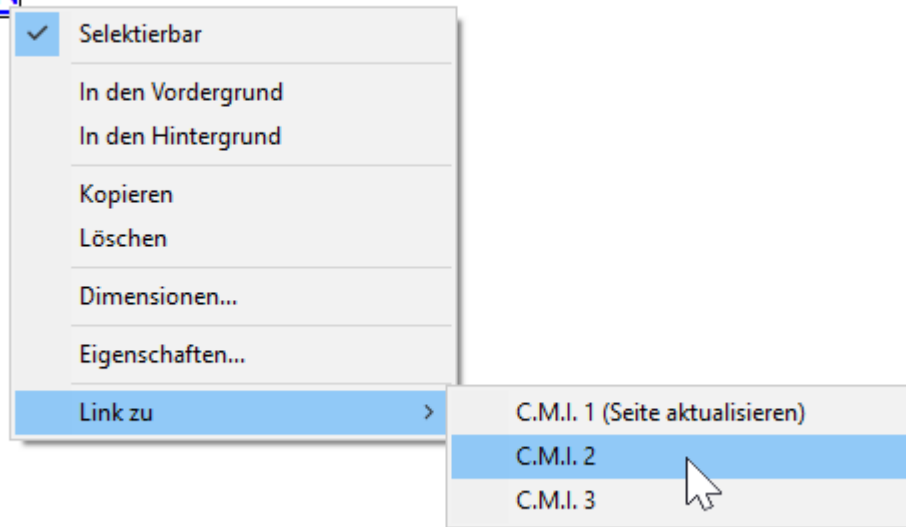 Selektierbar
In den Vordergrund
In den Hintergrund
Kopieren
Löschen
Dimensionen...
Eigenschaften...
Link zu
C.M.I. 1 (Seite aktualisieren)
C.M.I. 2
C.M.I. 3